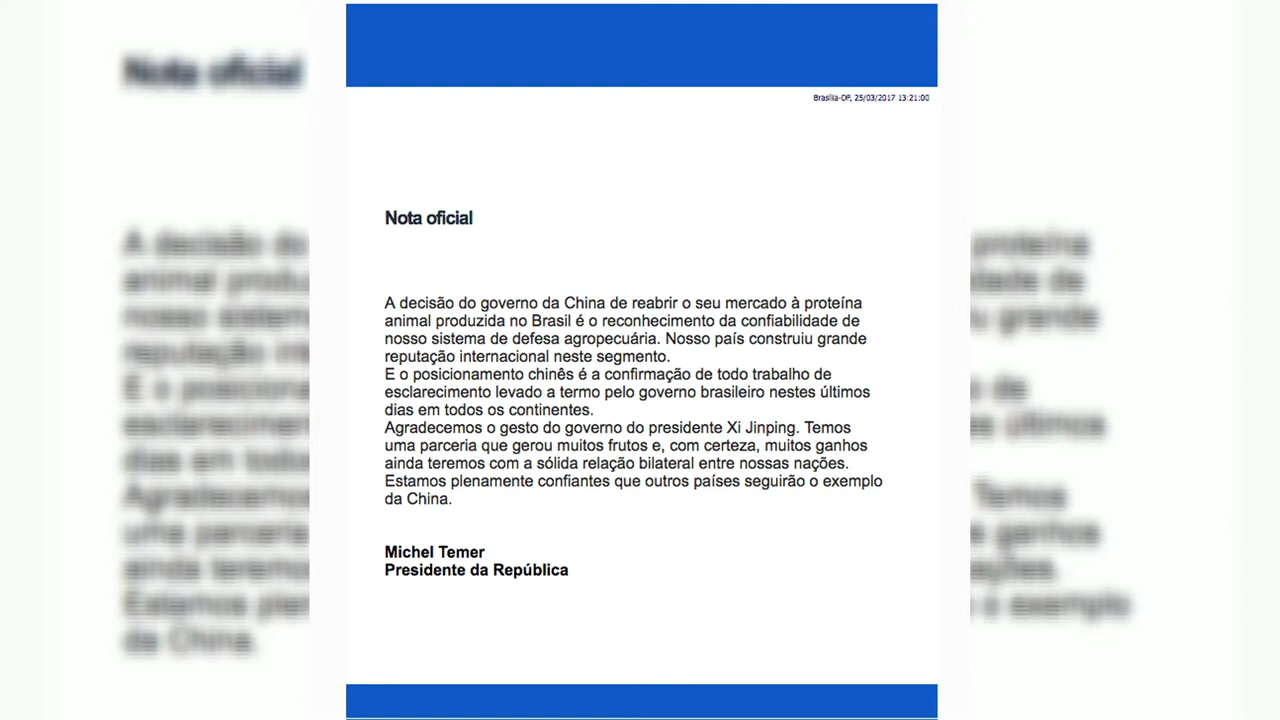 Brasília-DF, 25/03/2017 13:21:00
Nota oficial
A decisão do governo da China de reabrir o seu mercado à proteína
animal produzida no Brasil é o reconhecimento da confiabilidade de
nosso sistema de defesa agropecuária. Nosso país construiu grande
reputação internacional neste segmento.
E o posicionamento chinês é a confirmação de todo trabalho de
esclarecimento levado a termo pelo governo brasileiro nestes últimos
dias em todos os continentes.
Agradecemos o gesto do governo do presidente Xi Jinping. Temos
uma parceria que gerou muitos frutos e, com certeza, muitos ganhos
ainda teremos com a sólida relação bilateral entre nossas nações.
Estamos plenamente confiantes que outros países seguirão o exemplo
da China.
Michel Temer
Presidente da República